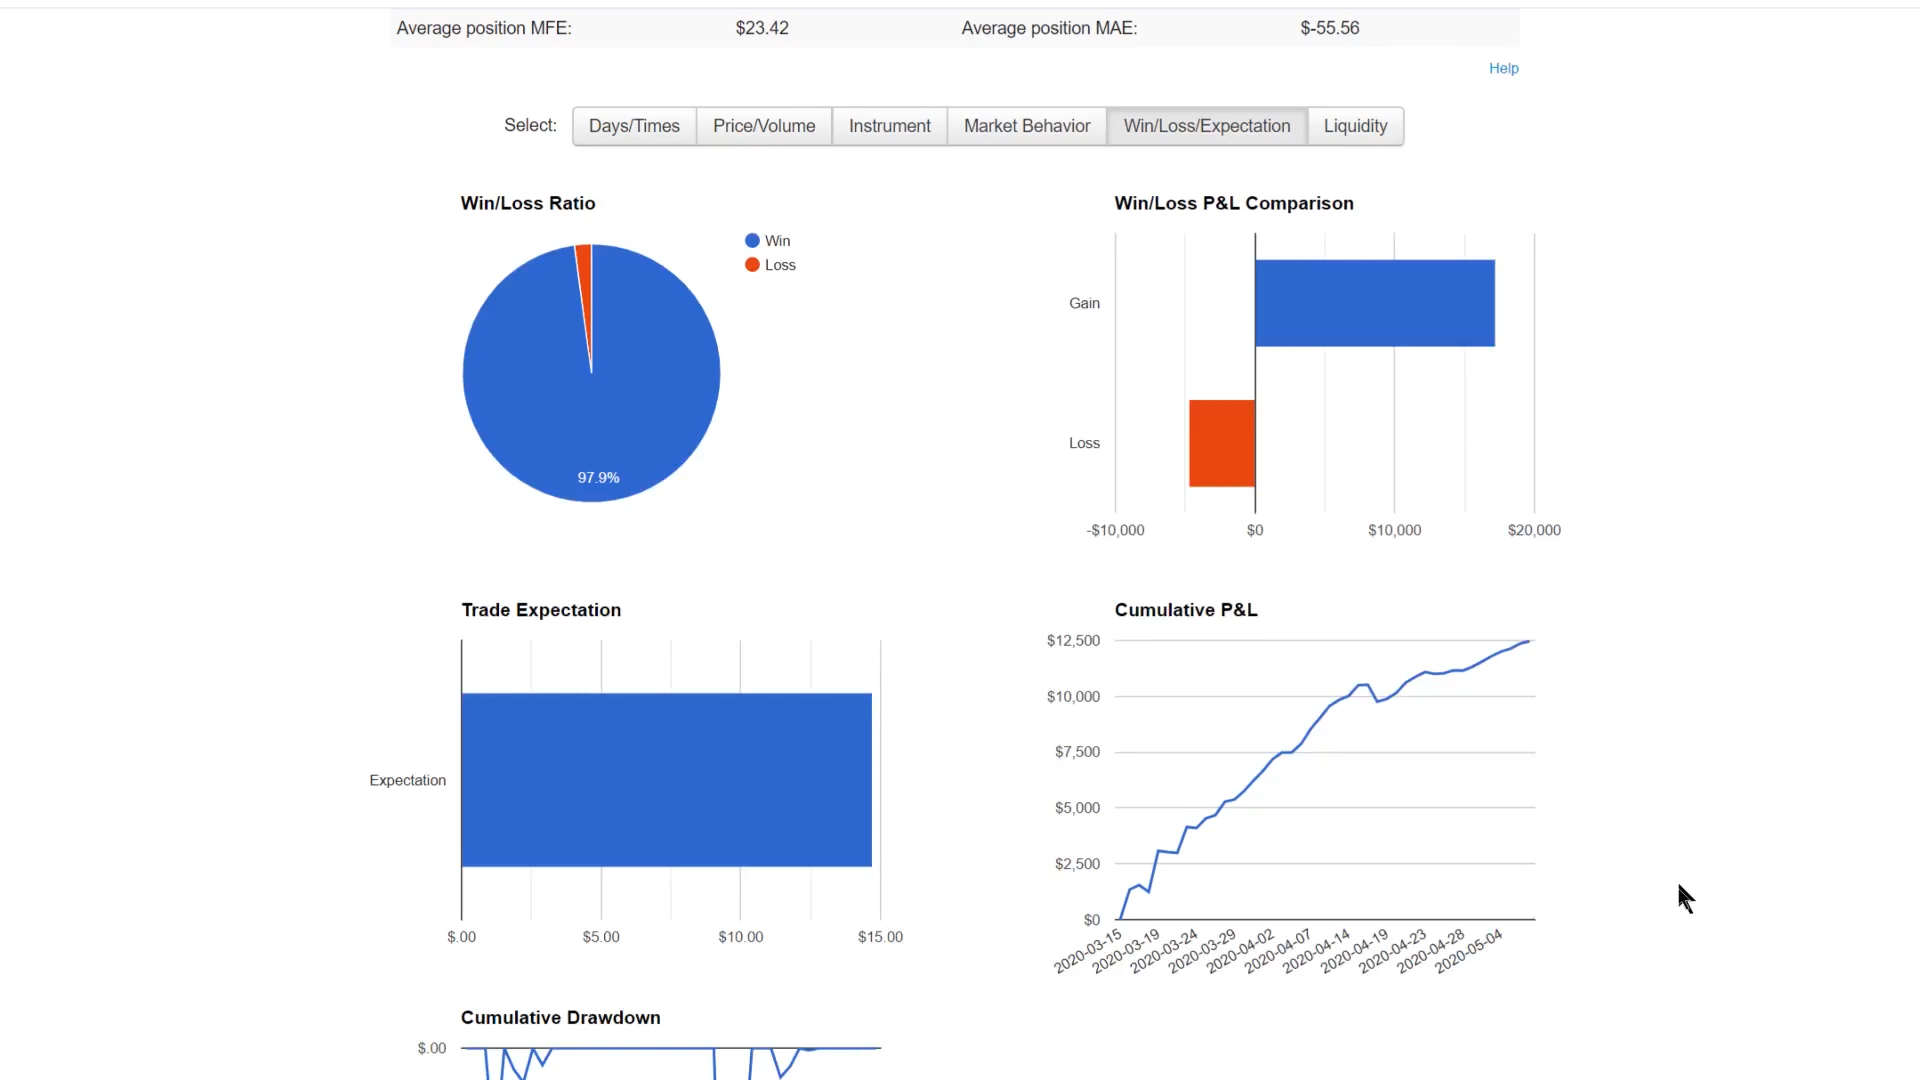 Average position MFE: $23.42 Average position MAE: $-55.56
Help
Select: Days/Times Price/Volume Instrument Market Behavior Win/Loss/Expectation Liquidity
Win/Loss Ratio
Win
Loss
97.9%
Win/Loss P&L Comparison
Gain
Loss
-$10,000 $0 $10,000 $20,000
Trade Expectation
Expectation
$.00 $5.00 $10.00 $15.00
Cumulative P&L
$12,500
$10,000
$7,500
$5,000
$2,500
$0
2020-03-15 2020-03-19 2020-03-24 2020-03-29 2020-04-02 2020-04-07 2020-04-14 2020-04-19 2020-04-23 2020-04-28 2020-05-04
Cumulative Drawdown
$.00